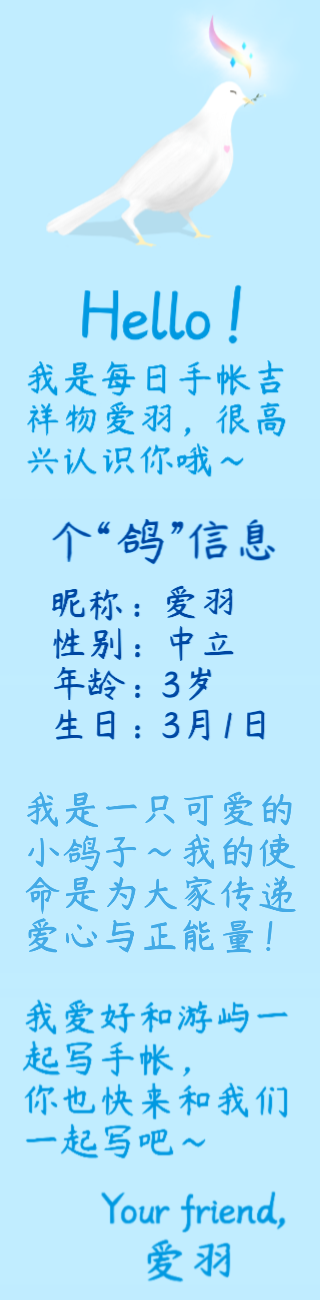 Hello！
我是每日手帐吉
祥物爱羽，很高
兴认识你哦～
个“鸽”信息
昵称：爱羽
性别：中立
年龄：3岁
生日：3月1日
我是一只可爱的
小鸽子～我的使
命是为大家传递
爱心与正能量！
我爱好和游屿一
起写手帐，
你也快来和我们
一起写吧～
Your friend,
爱羽